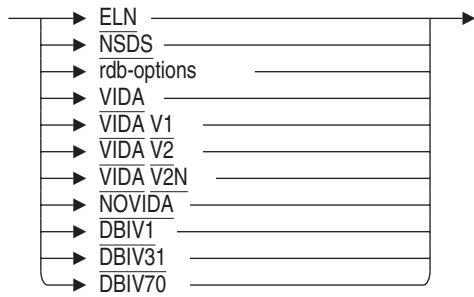 ELN
NSDS
rdb-options
VIDA
VIDA V1
VIDA V2
VIDA V2N
NOVIDA
DBIV1
DBIV31
DBIV70